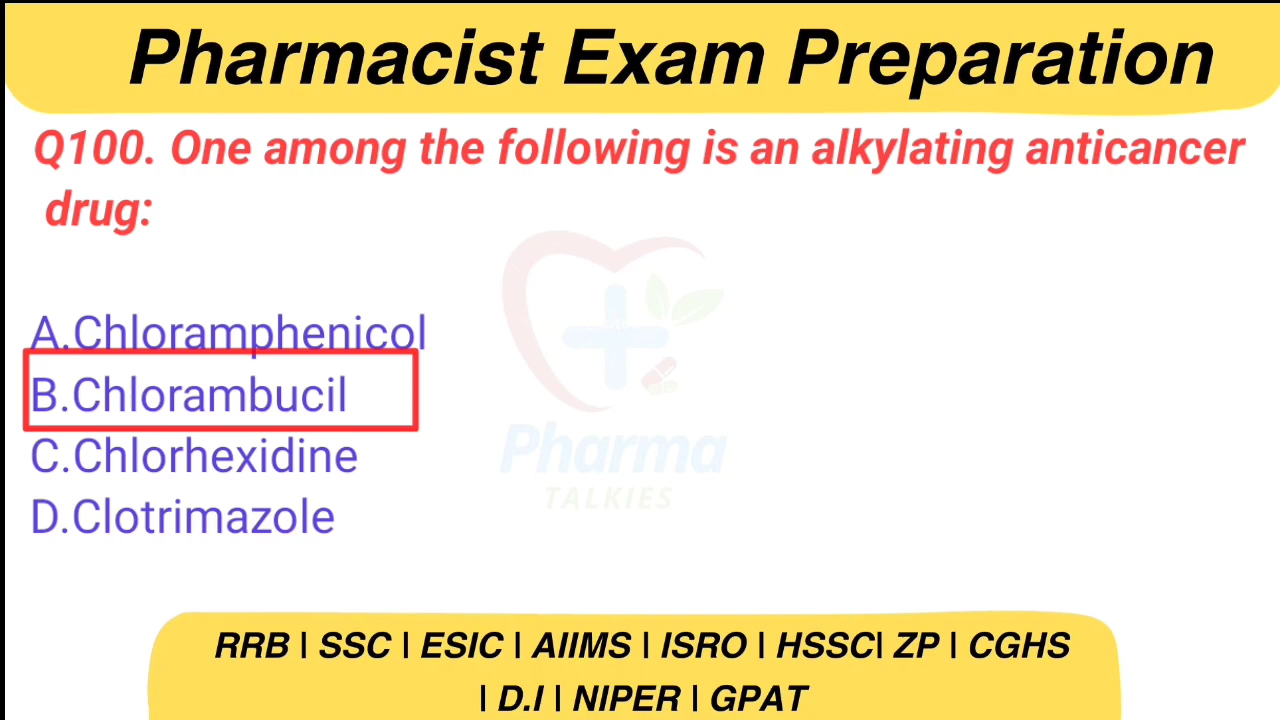 Pharmacist Exam Preparation
Q100. One among the following is an alkylating anticancer
drug:
A.Chloramphenicol
B.Chlorambucil
C.Chlorhexidine
D.Clotrimazole
Pharma
TALKIES
RRB | SSC | ESIC | AIIMS | ISRO | HSSC| ZP | CGHS
| D.I | NIPER | GPAT